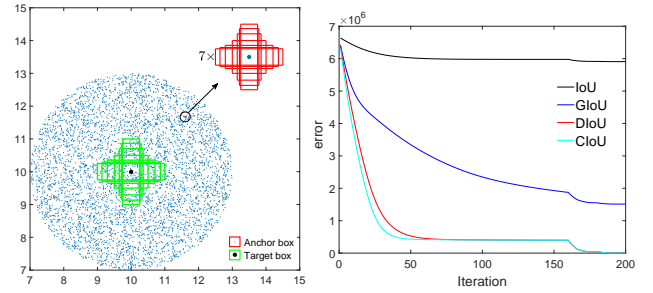 15
14
13
12
11
10
9
8
7
7×
Anchor box
Target box
7 8 9 10 11 12 13 14 15
×10^6
7
6
5
4
3
2
1
0
error
IoU
GIoU
DIoU
CIoU
0 50 100 150 200
Iteration